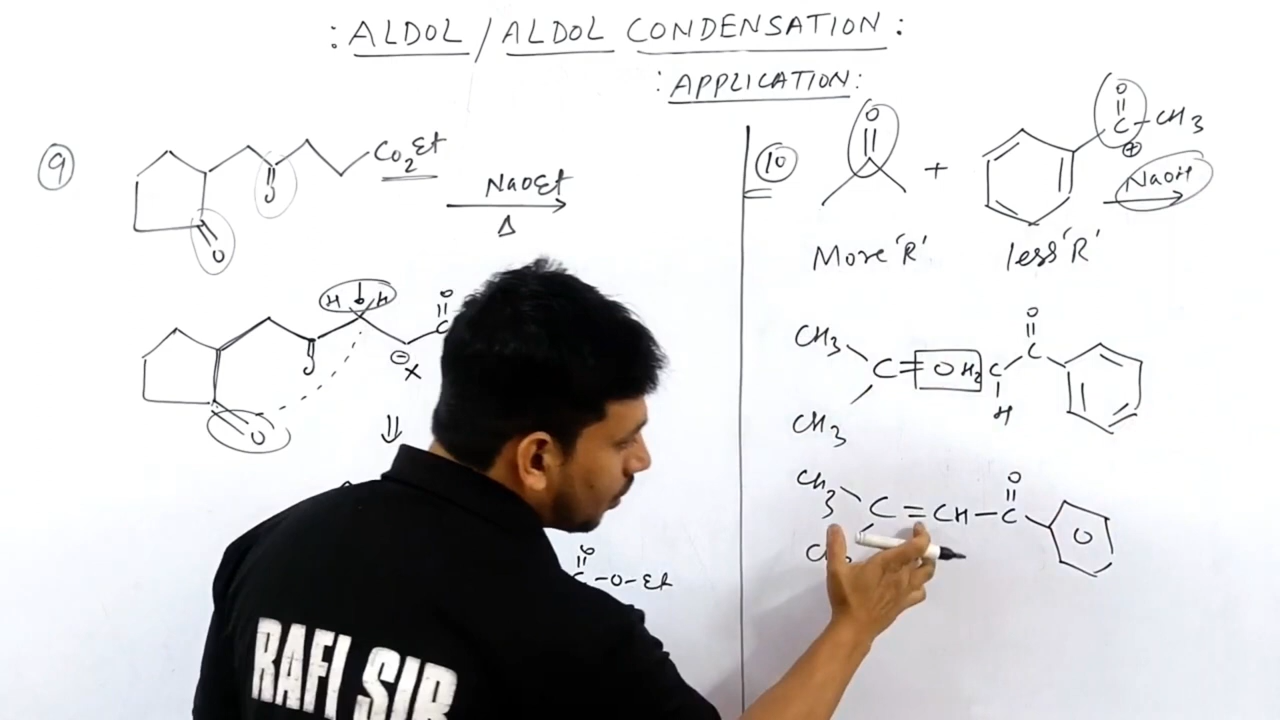 : ALDOL / ALDOL CONDENSATION :
: APPLICATION :
9
O
O
CO2Et
NaOEt
Δ
H H
O
C
O
⊖
X
O
⇓
O
C-O-Et
10
O
+
O
C-CH3
⊕
NaOH
More 'R'
less 'R'
CH3
C=O H2 C
H
O
C
CH3
CH3
C=CH-C
O
O
RAFI SIR